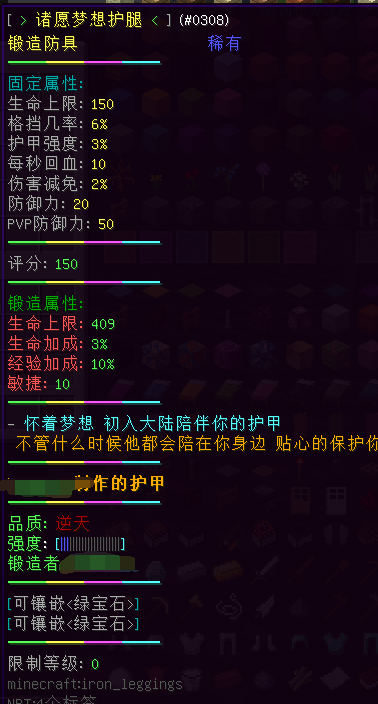 [ > 诸愿梦想护腿 < ] (#0308)
锻造防具 稀有
固定属性:
生命上限: 150
格挡几率: 6%
护甲强度: 3%
每秒回血: 10
伤害减免: 2%
防御力: 20
PVP防御力: 50
评分: 150
锻造属性:
生命上限: 409
生命加成: 3%
经验加成: 10%
敏捷: 10
- 怀着梦想 初入大陆陪伴你的护甲
不管什么时候他都会陪在你身边 贴心的保护你
制作的护甲
品质: 逆天
强度: [||||||||||||||||||||]
锻造者
[可镶嵌<绿宝石>]
[可镶嵌<绿宝石>]
限制等级: 0
minecraft:iron_leggings
NBT:4个标签